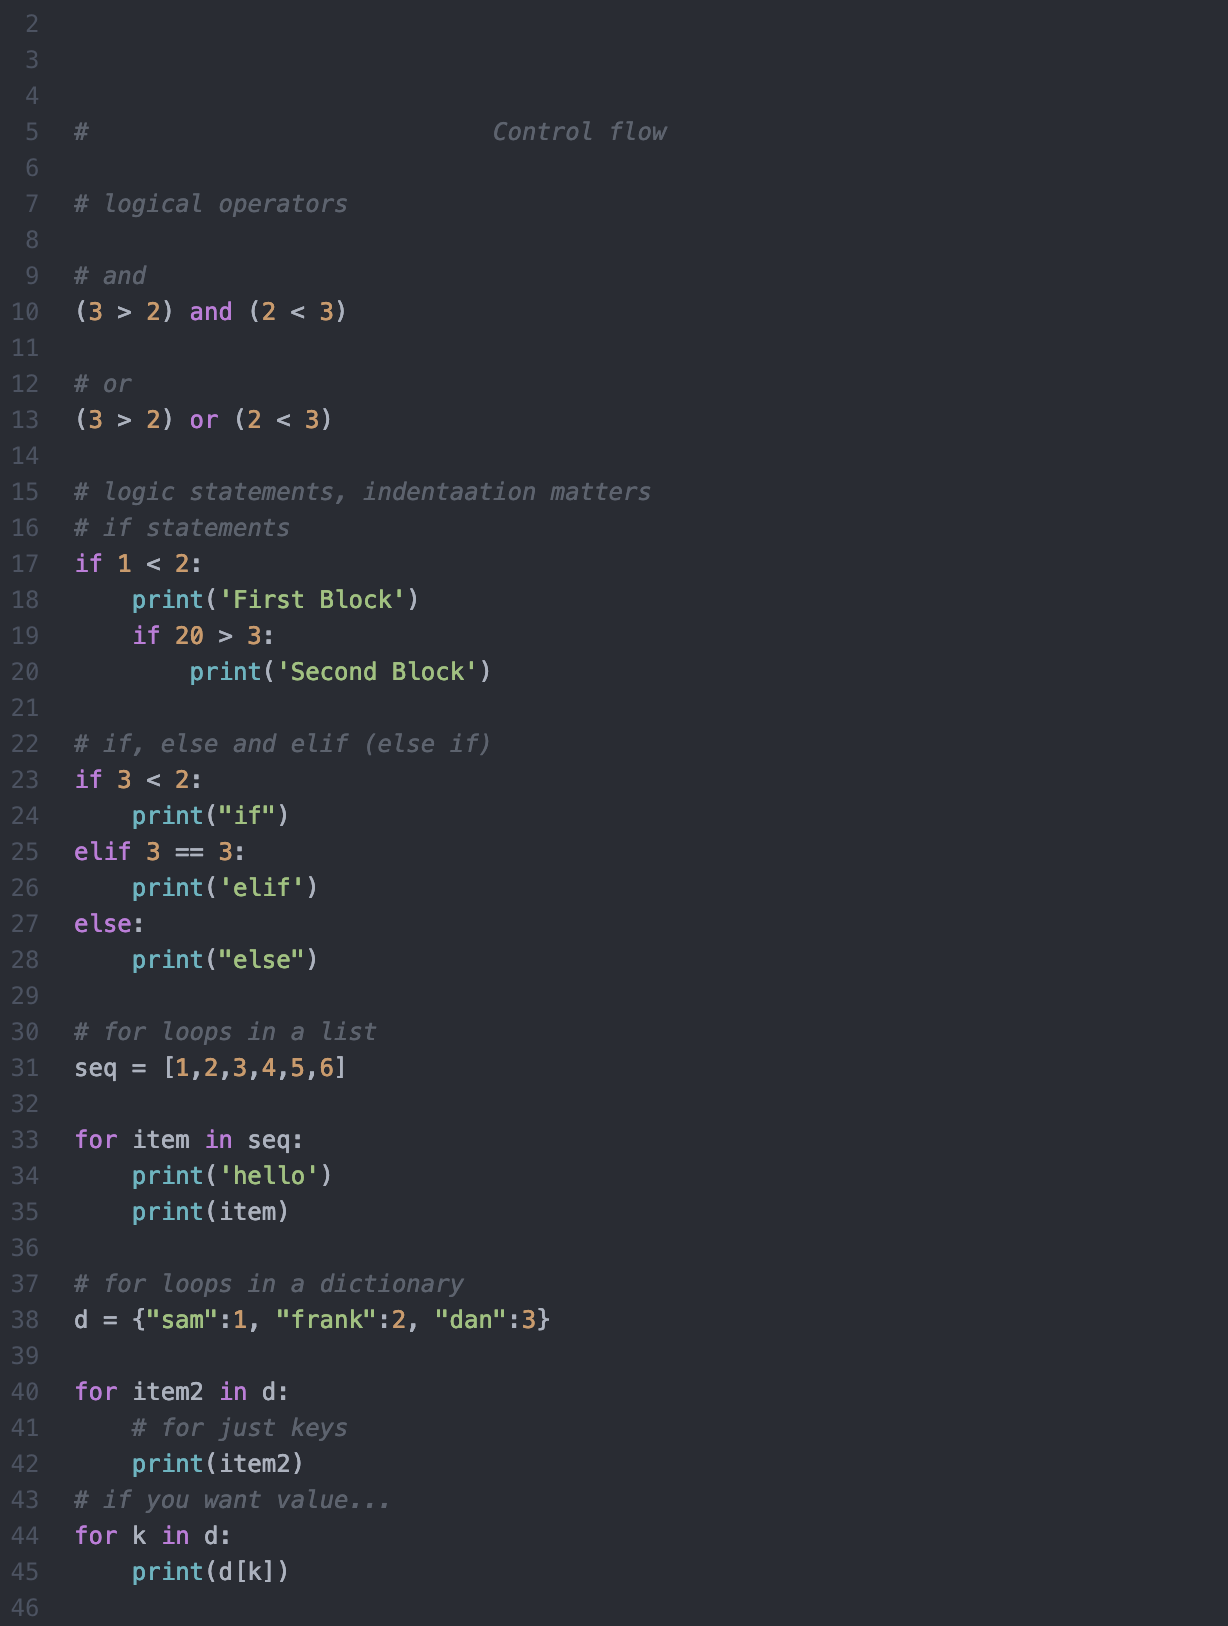 2
3
4
5 # Control flow
6
7 # logical operators
8
9 # and
10 (3 > 2) and (2 < 3)
11
12 # or
13 (3 > 2) or (2 < 3)
14
15 # logic statements, indentaation matters
16 # if statements
17 if 1 < 2:
18     print('First Block')
19     if 20 > 3:
20         print('Second Block')
21
22 # if, else and elif (else if)
23 if 3 < 2:
24     print("if")
25 elif 3 == 3:
26     print('elif')
27 else:
28     print("else")
29
30 # for loops in a list
31 seq = [1,2,3,4,5,6]
32
33 for item in seq:
34     print('hello')
35     print(item)
36
37 # for loops in a dictionary
38 d = {"sam":1, "frank":2, "dan":3}
39
40 for item2 in d:
41     # for just keys
42     print(item2)
43 # if you want value...
44 for k in d:
45     print(d[k])
46